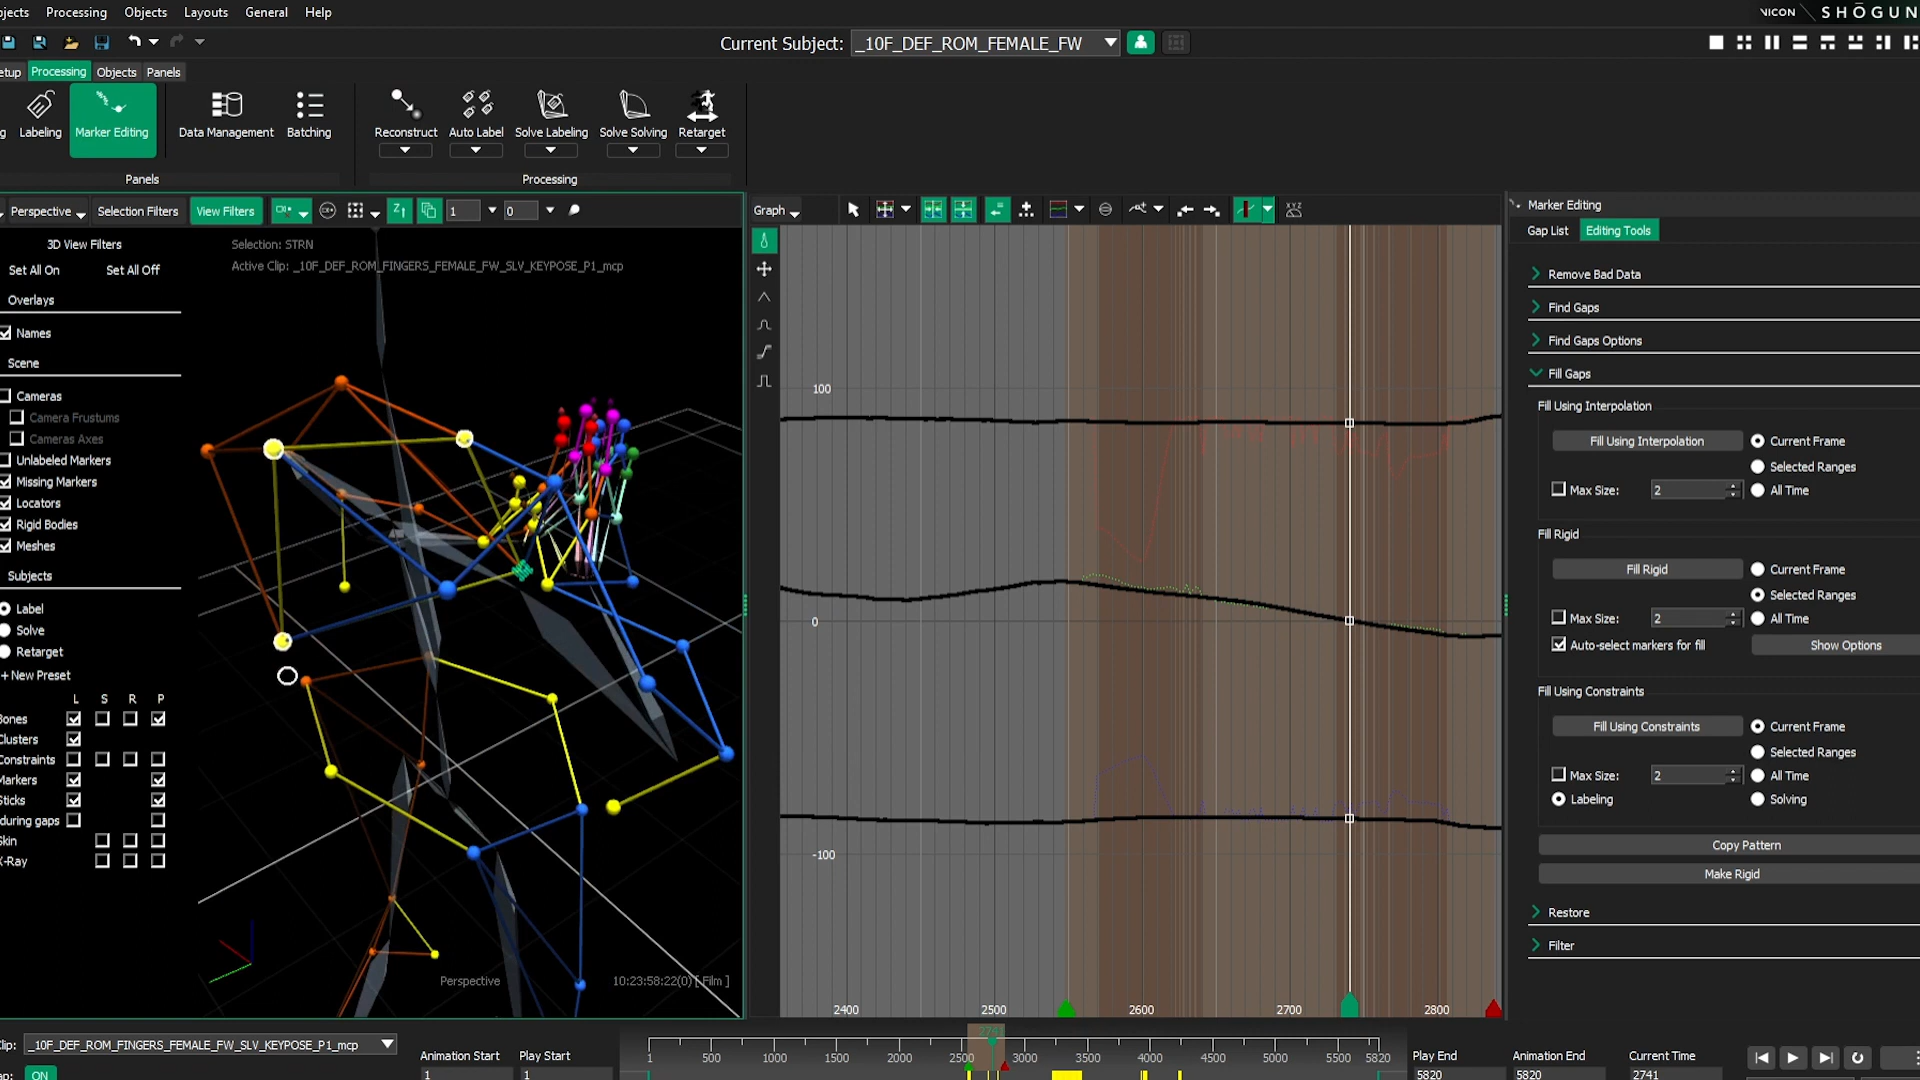 Processing Objects Layouts General Help
VICON SHŌGUN
Current Subject: _10F_DEF_ROM_FEMALE_FW
Processing Objects Panels
Labeling Marker Editing Data Management Batching Reconstruct Auto Label Solve Labeling Solve Solving Retarget
Panels Processing
Perspective Selection Filters View Filters 1 0
Graph
Marker Editing
Gap List Editing Tools
3D View Filters
Set All On Set All Off
Overlays
Names
Scene
Cameras
Camera Frustums
Cameras Axes
Unlabeled Markers
Missing Markers
Locators
Rigid Bodies
Meshes
Subjects
Label
Solve
Retarget
+ New Preset
L S R P
Bones
Clusters
Constraints
Markers
Sticks
during gaps
Skin
X-Ray
Selection: STRN
Active Clip: _10F_DEF_ROM_FINGERS_FEMALE_FW_SLV_KEYPOSE_P1_mcp
Perspective 10:23:58:22(0) [ Film ]
100
0
-100
2400 2500 2600 2700 2800
Remove Bad Data
Find Gaps
Find Gaps Options
Fill Gaps
Fill Using Interpolation
Fill Using Interpolation Current Frame
Selected Ranges
Max Size: 2 All Time
Fill Rigid
Fill Rigid Current Frame
Selected Ranges
Max Size: 2 All Time
Auto-select markers for fill Show Options
Fill Using Constraints
Fill Using Constraints Current Frame
Selected Ranges
Max Size: 2 All Time
Labeling Solving
Copy Pattern
Make Rigid
Restore
Filter
_10F_DEF_ROM_FINGERS_FEMALE_FW_SLV_KEYPOSE_P1_mcp
ON
Animation Start Play Start
1 1
2741
1 500 1000 1500 2000 2500 3000 3500 4000 4500 5000 5500 5820
Play End Animation End Current Time
5820 5820 2741